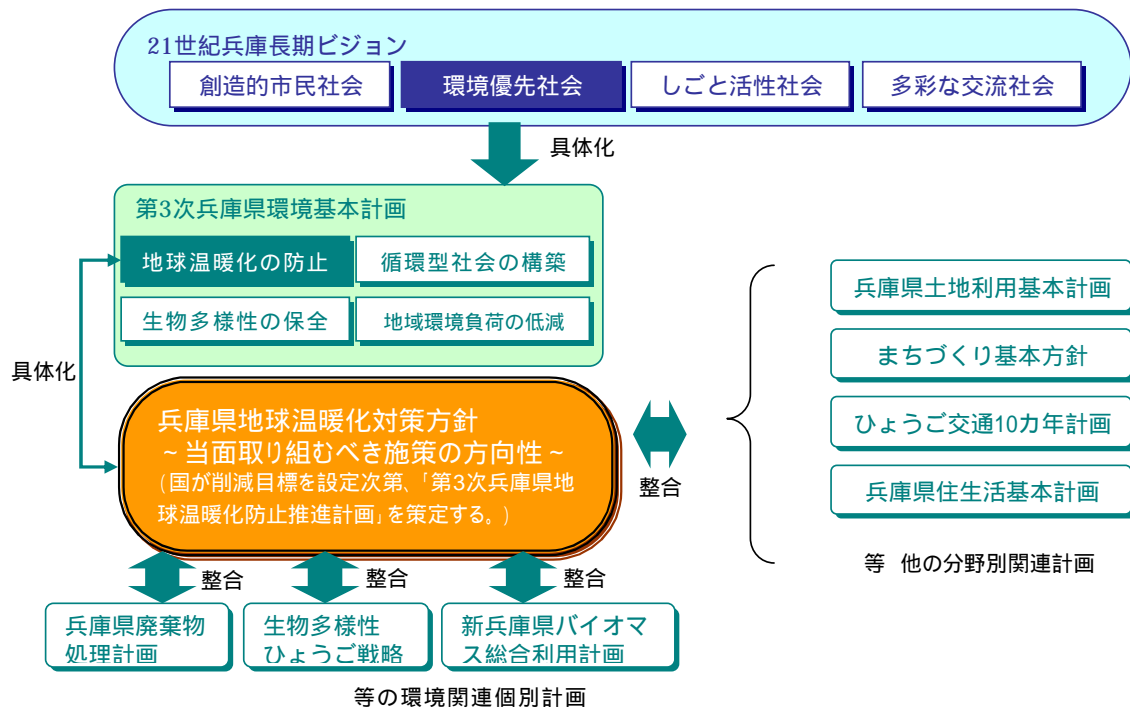 21世紀兵庫長期ビジョン
創造的市民社会
環境優先社会
しごと活性社会
多彩な交流社会
具体化
第3次兵庫県環境基本計画
地球温暖化の防止
循環型社会の構築
生物多様性の保全
地域環境負荷の低減
具体化
兵庫県地球温暖化対策方針
~当面取り組むべき施策の方向性~
(国が削減目標を設定次第、「第3次兵庫県地
球温暖化防止推進計画」を策定する。)
整合
兵庫県土地利用基本計画
まちづくり基本方針
ひょうご交通10カ年計画
兵庫県住生活基本計画
等 他の分野別関連計画
整合
整合
整合
兵庫県廃棄物
処理計画
生物多様性
ひょうご戦略
新兵庫県バイオマ
ス総合利用計画
等の環境関連個別計画